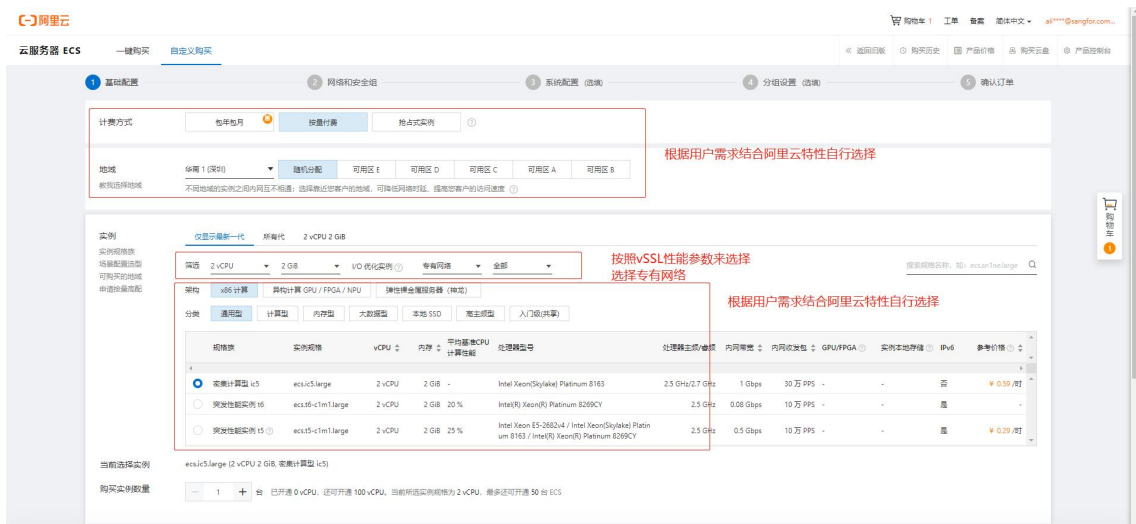 阿里云
购物车 1 工单 备案 简体中文 ali****@sangfor.com...
云服务器 ECS 一键购买 自定义购买 返回旧版 购买历史 产品价格 购买云盘 产品控制台
1 基础配置 2 网络和安全组 3 系统配置 (选填) 4 分组设置 (选填) 5 确认订单
计费方式 包年包月 按量付费 抢占式实例
根据用户需求结合阿里云特性自行选择
地域 华南 1 (深圳) 随机分配 可用区 E 可用区 D 可用区 C 可用区 A 可用区 B
教我选择地域 不同地域的实例之间内网互不相通；选择靠近您客户的地域，可降低网络时延、提高您客户的访问速度
购物车 1
实例 仅显示最新一代 所有代 2 vCPU 2 GiB
实例规格族
场景配置选型
可购买的地域
申请按量高配
按照vSSL性能参数来选择
选择专有网络
筛选 2 vCPU 2 GiB I/O 优化实例 专有网络 全部 搜索规格名称，如：ecs.sn1ne.large
架构 x86 计算 异构计算 GPU / FPGA / NPU 弹性裸金属服务器（神龙）
根据用户需求结合阿里云特性自行选择
分类 通用型 计算型 内存型 大数据型 本地 SSD 高主频型 入门级(共享)
规格族 实例规格 vCPU 内存 平均基准CPU计算性能 处理器型号 处理器主频/睿频 内网带宽 内网收发包 GPU/FPGA 实例本地存储 IPv6 参考价格
密集计算型 ic5 ecs.ic5.large 2 vCPU 2 GiB - Intel Xeon(Skylake) Platinum 8163 2.5 GHz/2.7 GHz 1 Gbps 30 万 PPS - - 否 ¥ 0.59 /时
突发性能实例 t6 ecs.t6-c1m1.large 2 vCPU 2 GiB 20 % Intel(R) Xeon(R) Platinum 8269CY 2.5 GHz 0.08 Gbps 10 万 PPS - - 是 -
突发性能实例 t5 ecs.t5-c1m1.large 2 vCPU 2 GiB 25 % Intel Xeon E5-2682v4 / Intel Xeon(Skylake) Platin
um 8163 / Intel(R) Xeon(R) Platinum 8269CY 2.5 GHz 0.5 Gbps 10 万 PPS - - 是 ¥ 0.29 /时
当前选择实例 ecs.ic5.large (2 vCPU 2 GiB, 密集计算型 ic5)
购买实例数量 — 1 + 台 已开通 0 vCPU，还可开通 100 vCPU。当前所选实例规格为 2 vCPU，最多还可开通 50 台 ECS